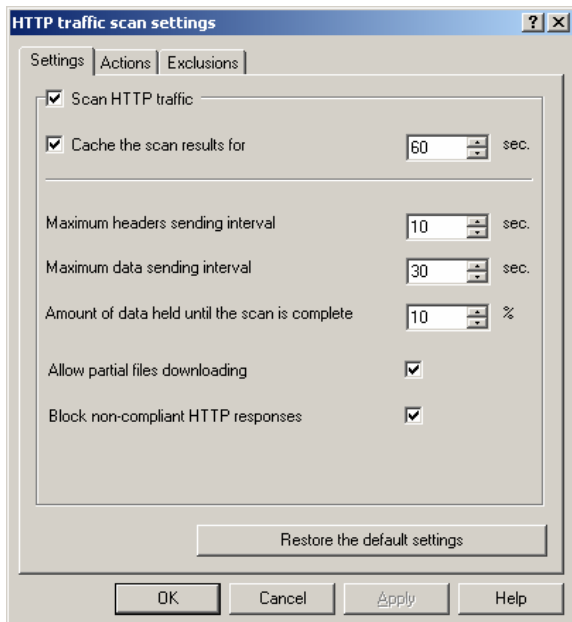 HTTP traffic scan settings
Settings Actions Exclusions
Scan HTTP traffic
Cache the scan results for 60 sec.
Maximum headers sending interval 10 sec.
Maximum data sending interval 30 sec.
Amount of data held until the scan is complete 10 %
Allow partial files downloading
Block non-compliant HTTP responses
Restore the default settings
OK Cancel Apply Help